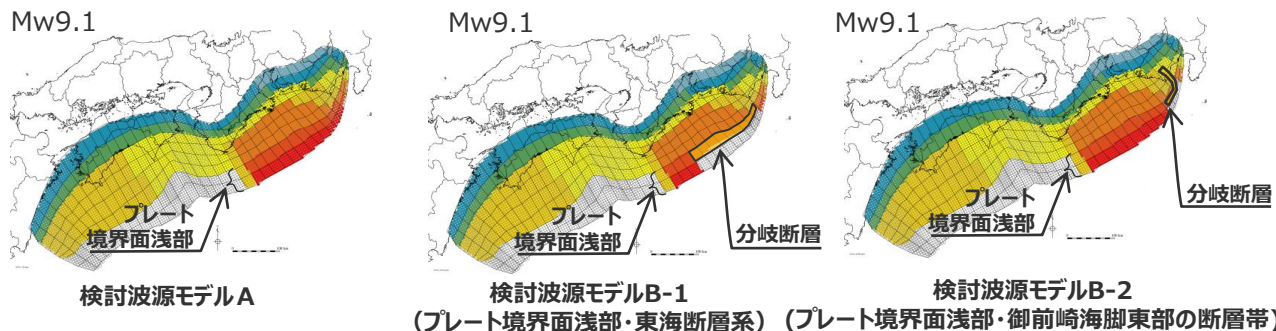 Mw9.1
プレート
境界面浅部
検討波源モデルA
Mw9.1
プレート
境界面浅部
分岐断層
検討波源モデルB-1
(プレート境界面浅部・東海断層系)
Mw9.1
プレート
境界面浅部
分岐断層
検討波源モデルB-2
(プレート境界面浅部・御前崎海脚東部の断層帯)